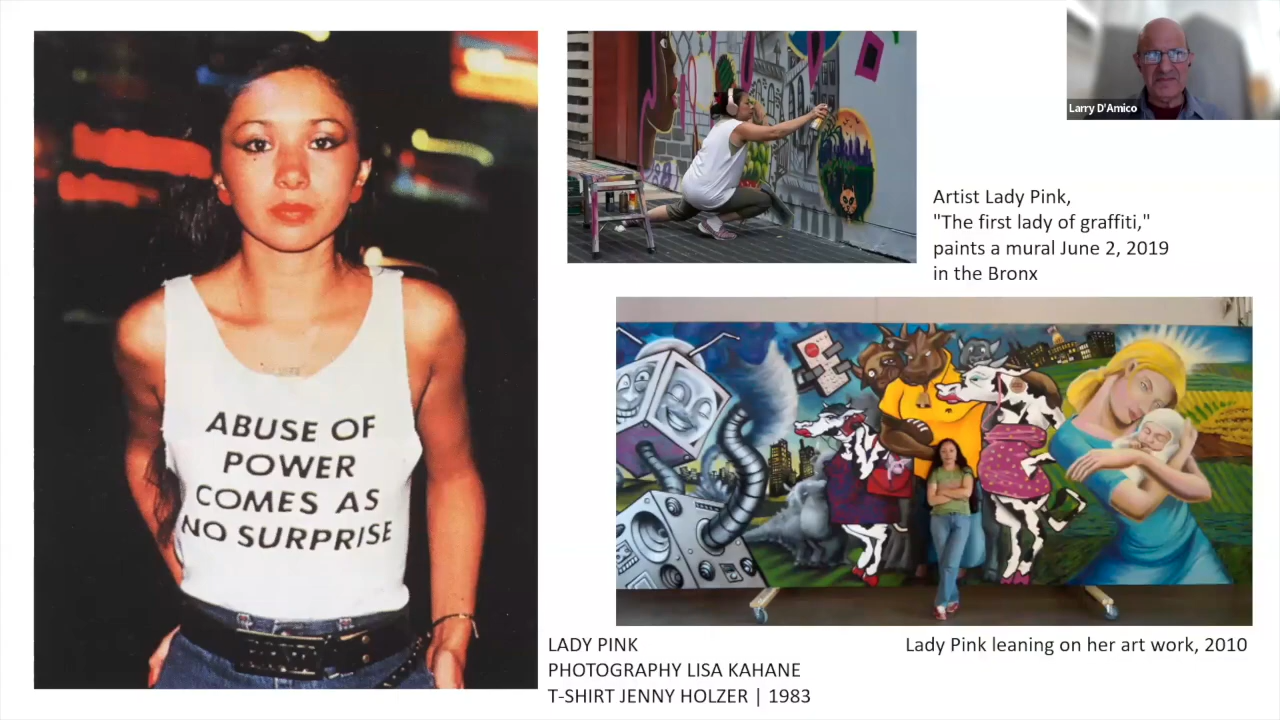 ABUSE OF
POWER
COMES AS
NO SURPRISE
Larry D'Amico
Artist Lady Pink,
"The first lady of graffiti,"
paints a mural June 2, 2019
in the Bronx
LADY PINK
PHOTOGRAPHY LISA KAHANE
T-SHIRT JENNY HOLZER | 1983
Lady Pink leaning on her art work, 2010